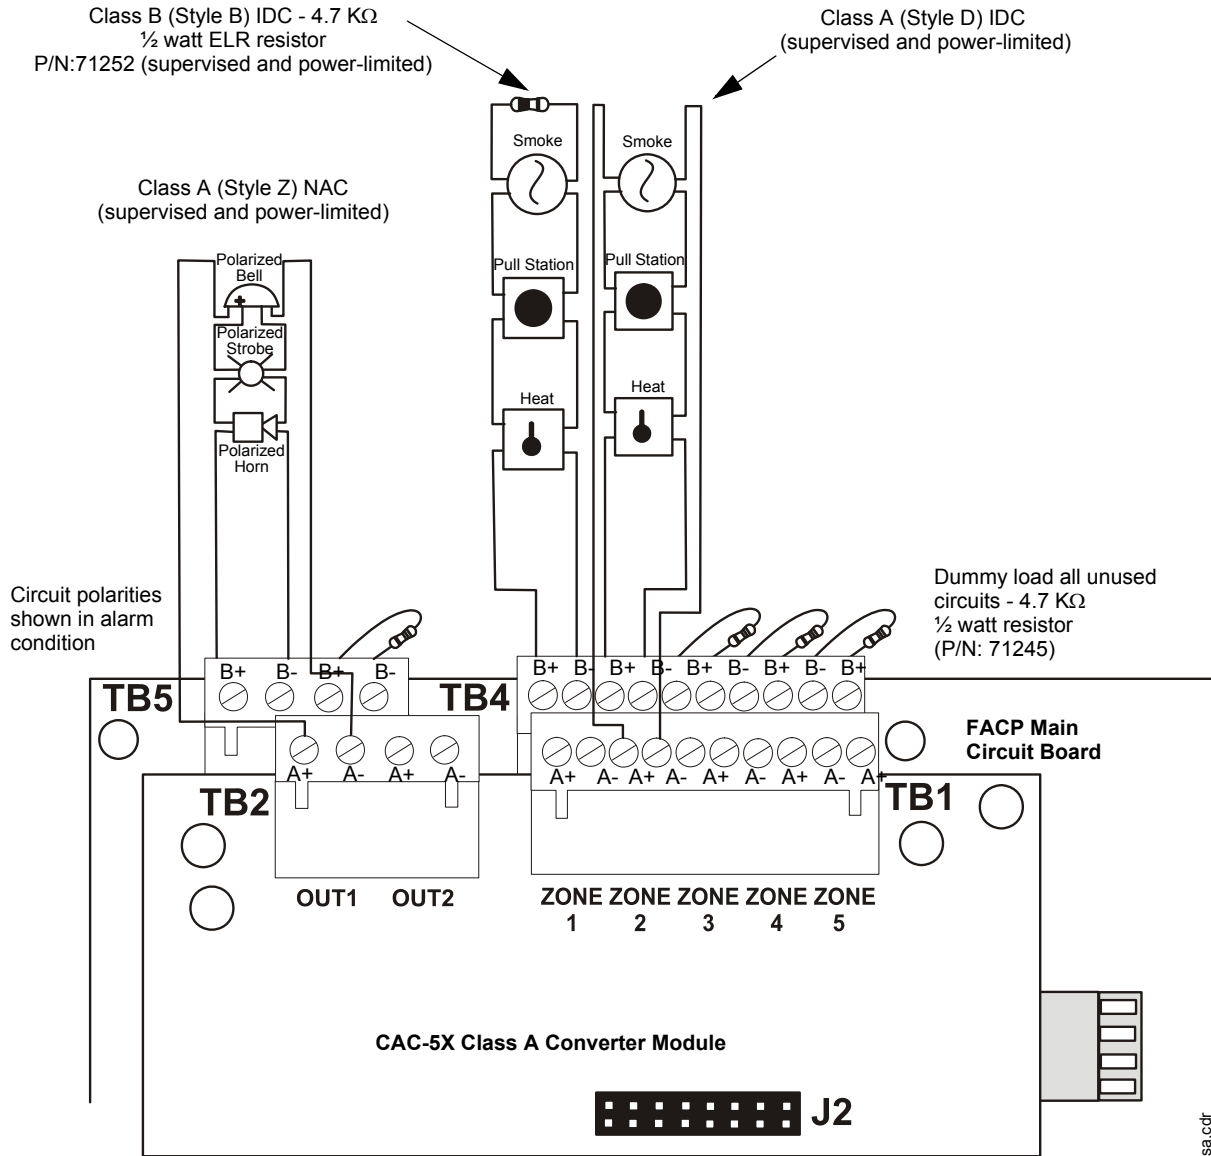 Class B (Style B) IDC - 4.7 KΩ
½ watt ELR resistor
P/N:71252 (supervised and power-limited)
Class A (Style D) IDC
(supervised and power-limited)
Smoke
Smoke
Class A (Style Z) NAC
(supervised and power-limited)
Polarized
Bell
+
Pull Station
Pull Station
Polarized
Strobe
Heat
Heat
Polarized
Horn
Circuit polarities
shown in alarm
condition
Dummy load all unused
circuits - 4.7 KΩ
½ watt resistor
(P/N: 71245)
B+ B- B+ B-
B+ B- B+ B- B+ B- B+ B- B+
TB5
TB4
FACP Main
Circuit Board
A+ A- A+ A-
A+ A- A+ A- A+ A- A+ A- A+
TB2
TB1
OUT1 OUT2
ZONE ZONE ZONE ZONE ZONE
1 2 3 4 5
CAC-5X Class A Converter Module
J2
sa.cdr